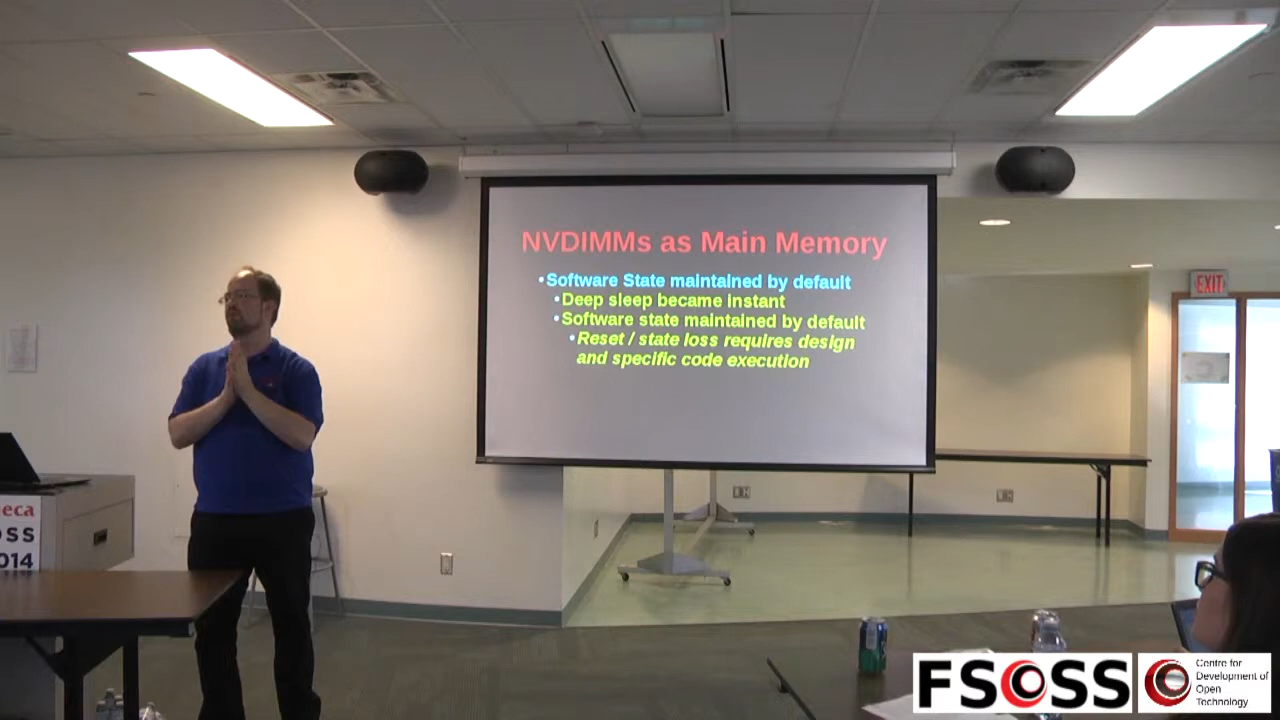 NVDIMMs as Main Memory
•Software State maintained by default
•Deep sleep became instant
•Software state maintained by default
•Reset / state loss requires design
and specific code execution
EXIT
eca
OSS
014
FSOSS
Centre for
Development of
Open
Technology